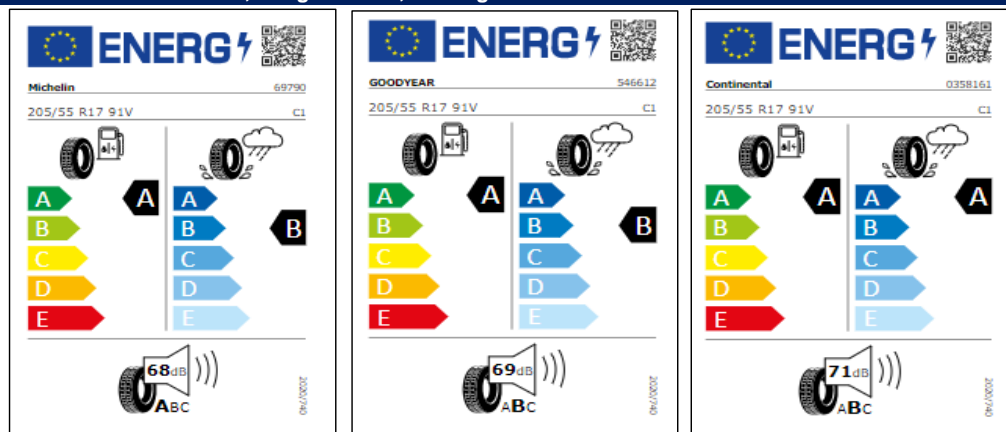 ENERG
Michelin 69790
205/55 R17 91V C1
A A A
B B B
C C
D D
E E
68dB
ABC
2020/740
ENERG
GOODYEAR 546612
205/55 R17 91V C1
A A A
B B B
C C
D D
E E
69dB
ABC
2020/740
ENERG
Continental 0358161
205/55 R17 91V C1
A A A A
B B
C C
D D
E E
71dB
ABC
2020/740